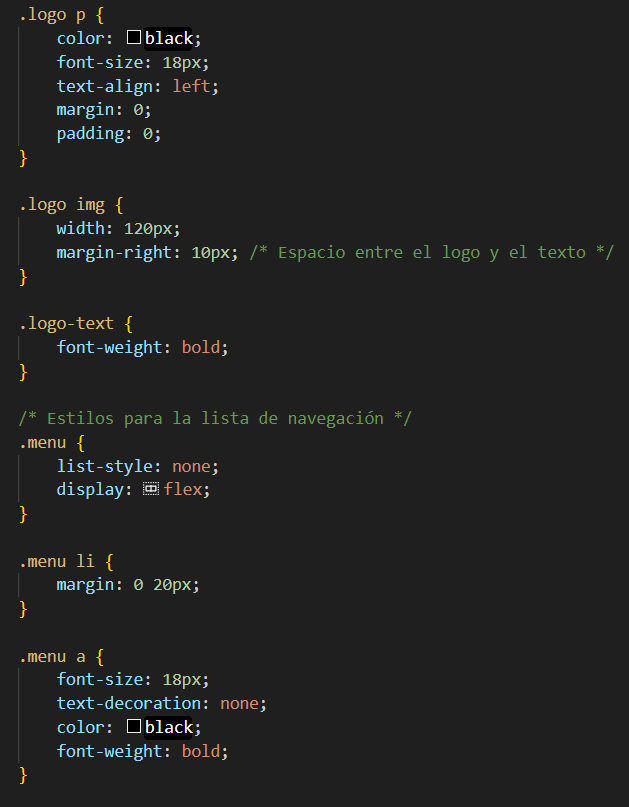 .logo p {
    color: black;
    font-size: 18px;
    text-align: left;
    margin: 0;
    padding: 0;
}

.logo img {
    width: 120px;
    margin-right: 10px; /* Espacio entre el logo y el texto */
}

.logo-text {
    font-weight: bold;
}

/* Estilos para la lista de navegación */
.menu {
    list-style: none;
    display: flex;
}

.menu li {
    margin: 0 20px;
}

.menu a {
    font-size: 18px;
    text-decoration: none;
    color: black;
    font-weight: bold;
}